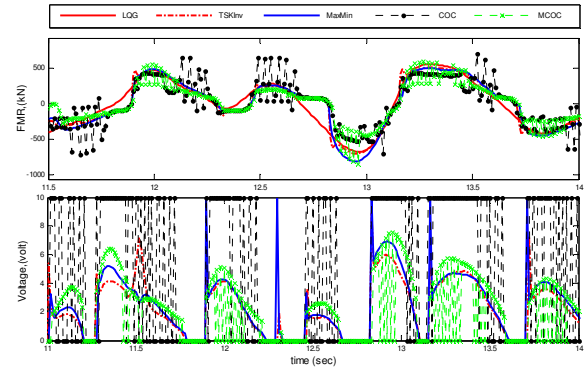 LQG TSKInv MaxMin COC MCOC
FMR,(kN)
500
0
-500
-1000
11.5 12 12.5 13 13.5 14
Voltage,(volt)
10
8
6
4
2
0
11 11.5 12 12.5 13 13.5 14
time (sec)